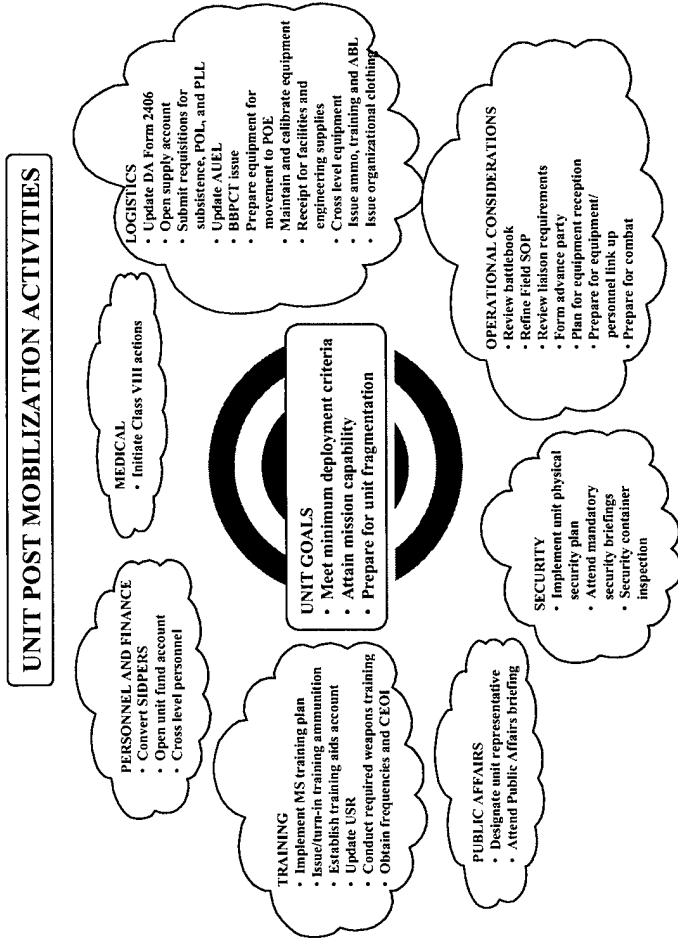 UNIT POST MOBILIZATION ACTIVITIES
PERSONNEL AND FINANCE
• Convert SIDPERS
• Open unit fund account
• Cross level personnel
MEDICAL
• Initiate Class VIII actions
LOGISTICS
• Update DA Form 2406
• Open supply account
• Submit requisitions for
subsistence, POL, and PLL
• Update AUEL
• BBPCT issue
• Prepare equipment for
movement to POE
• Maintain and calibrate equipment
• Receipt for facilities and
engineering supplies
• Cross level equipment
• Issue ammo, training and ABL
• Issue organizational clothing
TRAINING
• Implement MS training plan
• Issue/turn-in training ammunition
• Establish training aids account
• Update USR
• Conduct required weapons training
• Obtain frequencies and CEOI
UNIT GOALS
• Meet minimum deployment criteria
• Attain mission capability
• Prepare for unit fragmentation
PUBLIC AFFAIRS
• Designate unit representative
• Attend Public Affairs briefing
SECURITY
• Implement unit physical
security plan
• Attend mandatory
security briefings
• Security container
inspection
OPERATIONAL CONSIDERATIONS
• Review battlebook
• Refine Field SOP
• Review liaison requirements
• Form advance party
• Plan for equipment reception
• Prepare for equipment/
personnel link up
• Prepare for combat